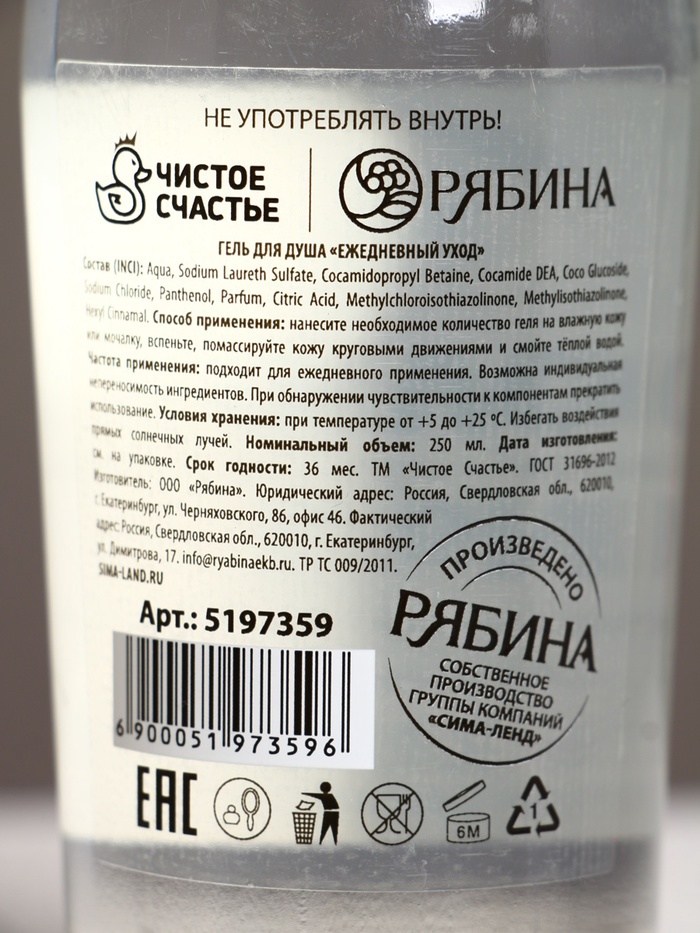 НЕ УПОТРЕБЛЯТЬ ВНУТРЬ!
ЧИСТОЕ
СЧАСТЬЕ
РЯБИНА
ГЕЛЬ ДЛЯ ДУША «ЕЖЕДНЕВНЫЙ УХОД»
Состав (INCI): Aqua, Sodium Laureth Sulfate, Cocamidopropyl Betaine, Cocamide DEA, Coco Glucoside,
Sodium Chloride, Panthenol, Parfum, Citric Acid, Methylchloroisothiazolinone, Methylisothiazolinone,
Hexyl Cinnamal. Способ применения: нанесите необходимое количество геля на влажную кожу
или мочалку, вспеньте, помассируйте кожу круговыми движениями и смойте тёплой водой.
Частота применения: подходит для ежедневного применения. Возможна индивидуальная
непереносимость ингредиентов. При обнаружении чувствительности к компонентам прекратить
использование. Условия хранения: при температуре от +5 до +25 ºС. Избегать воздействия
прямых солнечных лучей. Номинальный объем: 250 мл. Дата изготовления:
см. на упаковке. Срок годности: 36 мес. ТМ «Чистое Счастье». ГОСТ 31696-2012
Изготовитель: ООО «Рябина». Юридический адрес: Россия, Свердловская обл., 620010,
г. Екатеринбург, ул. Черняховского, 86, офис 46. Фактический
адрес: Россия, Свердловская обл., 620010, г. Екатеринбург,
ул. Димитрова, 17. info@ryabinaekb.ru. ТР ТС 009/2011.
SIMA-LAND.RU
Арт.: 5197359
6 900051 973596
ПРОИЗВЕДЕНО
РЯБИНА
СОБСТВЕННОЕ
ПРОИЗВОДСТВО
ГРУППЫ КОМПАНИЙ
«СИМА-ЛЕНД»
EAC
6M
1